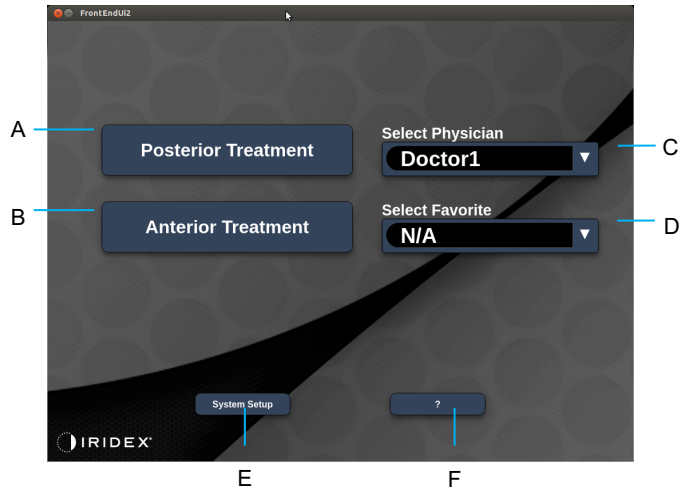 FrontEndUi2
A
Posterior Treatment
Select Physician
Doctor1
C
B
Anterior Treatment
Select Favorite
N/A
D
System Setup
?
IRIDEX
E
F